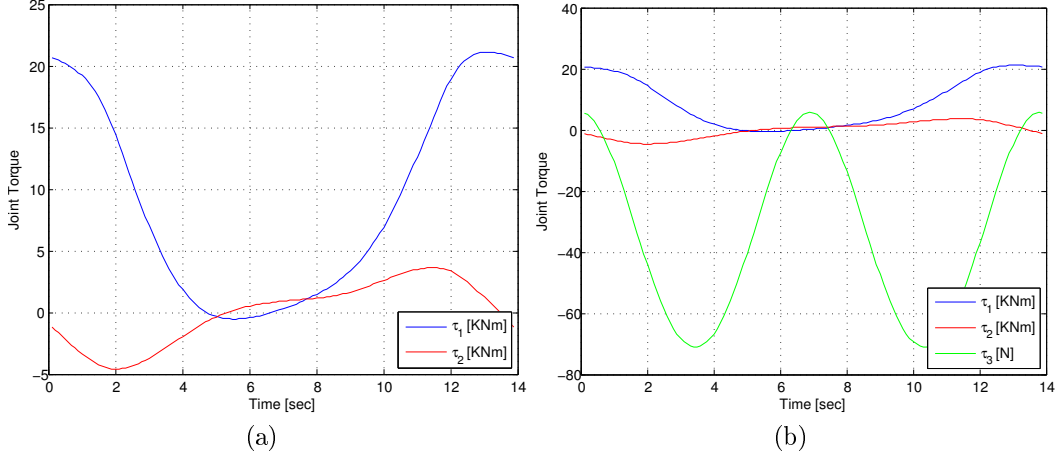 25
20
15
10
5
0
−5
Joint Torque
0 2 4 6 8 10 12 14
Time [sec]
τ1 [KNm]
τ2 [KNm]
(a)
40
20
0
−20
−40
−60
−80
Joint Torque
0 2 4 6 8 10 12 14
Time [sec]
τ1 [KNm]
τ2 [KNm]
τ3 [N]
(b)